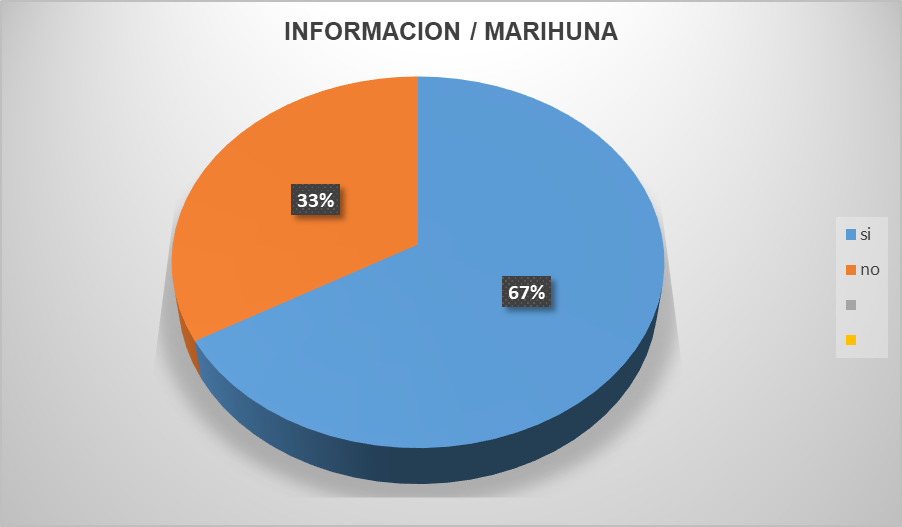 INFORMACION / MARIHUNA
33%
67%
si
no